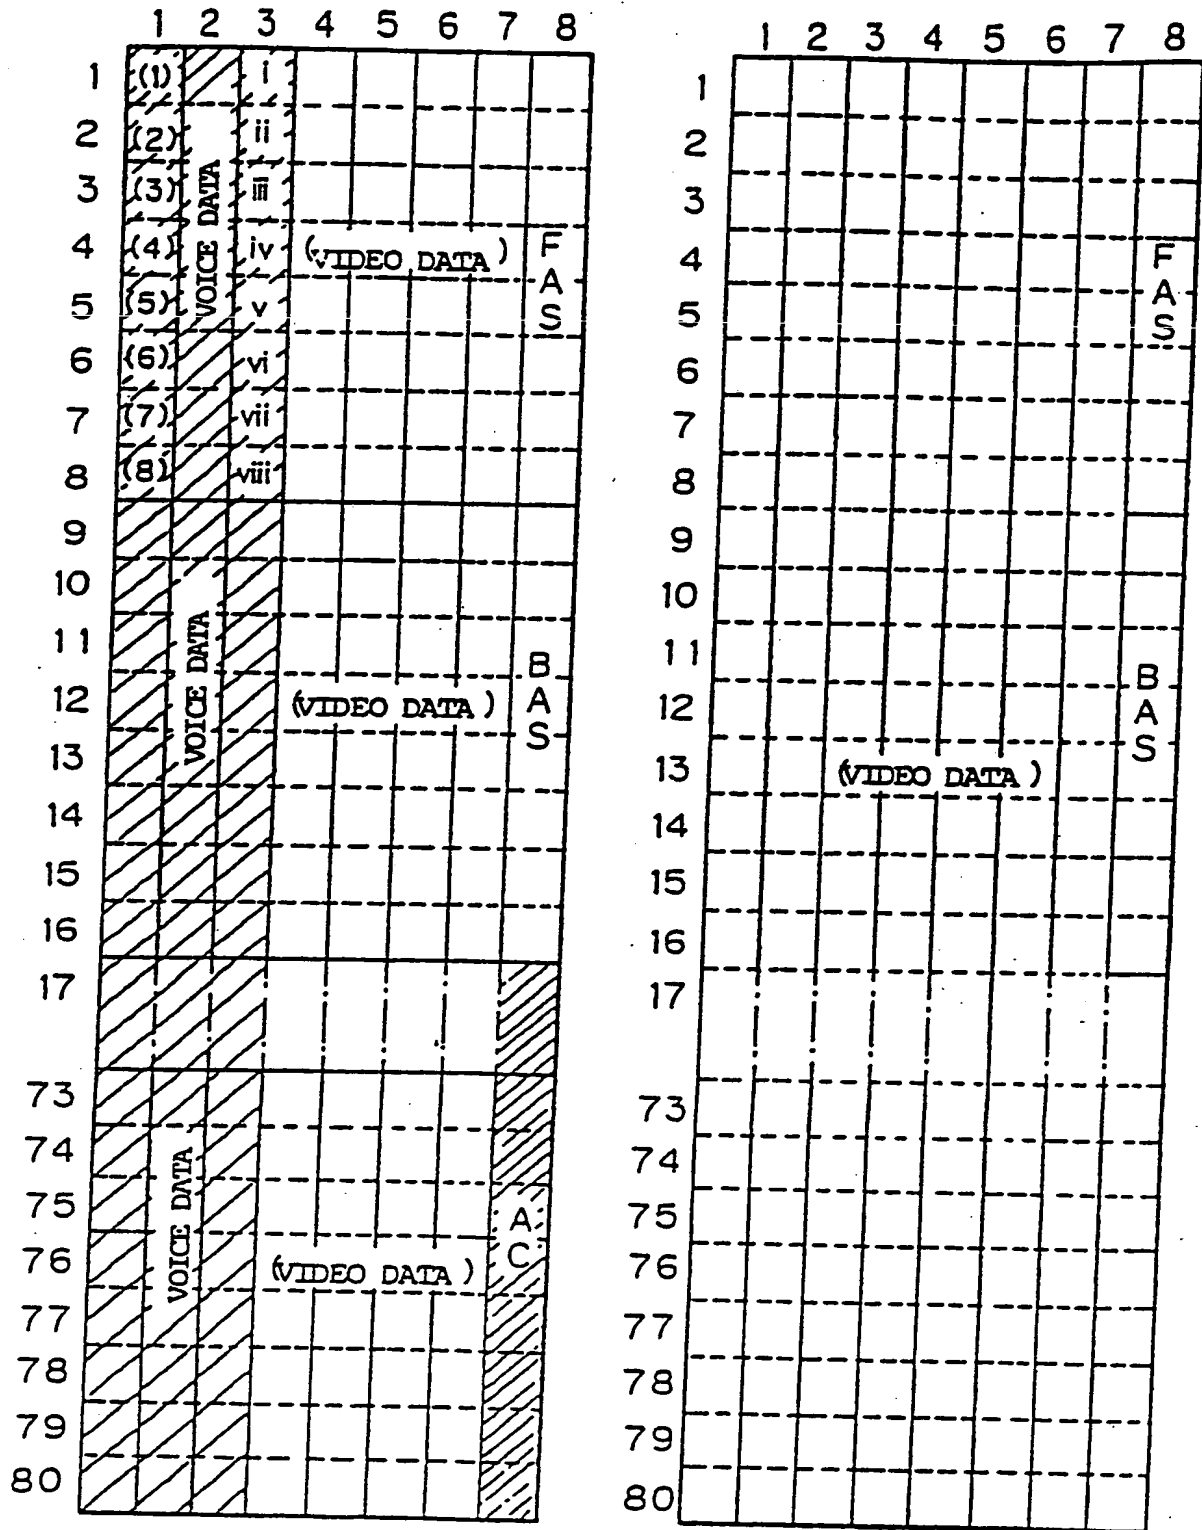 1 2 3 4 5 6 7 8
1 (1) i
2 (2) ii
3 (3) iii
4 (4) iv
5 (5) v
6 (6) vi
7 (7) vii
8 (8) viii
VOICE DATA
(VIDEO DATA)
F
A
S
9
10
11
12
13
14
15
16
VOICE DATA
(VIDEO DATA)
B
A
S
17
73
74
75
76
77
78
79
80
VOICE DATA
(VIDEO DATA)
A
C
1 2 3 4 5 6 7 8
1
2
3
4
5
6
7
8
F
A
S
9
10
11
12
13
14
15
16
B
A
S
(VIDEO DATA)
17
73
74
75
76
77
78
79
80